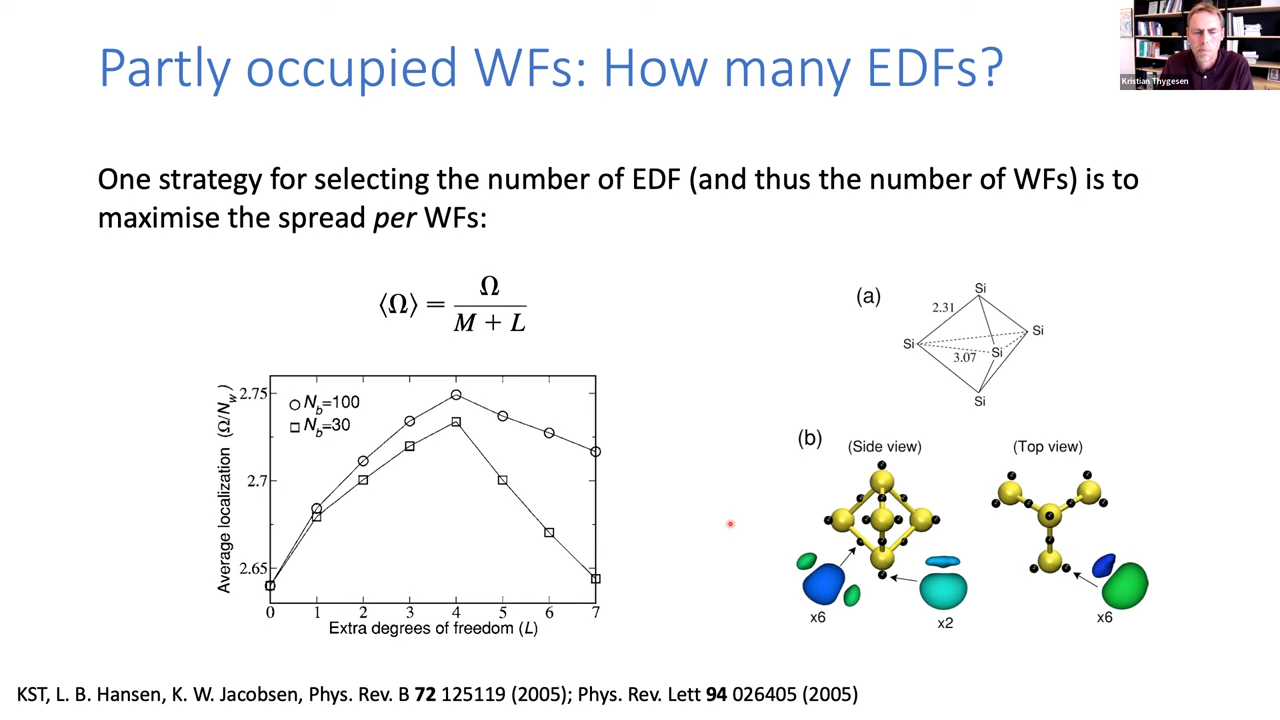 Partly occupied WFs: How many EDFs?
Kristian Thygesen
One strategy for selecting the number of EDF (and thus the number of WFs) is to
maximise the spread per WFs:
⟨Ω⟩ = Ω / M + L
Average localization (Ω/N_w)
2.75
2.7
2.65
N_b=100
N_b=30
0 1 2 3 4 5 6 7
Extra degrees of freedom (L)
(a)
Si
2.31
Si
Si
Si
3.07
Si
(b)
(Side view)
(Top view)
x6
x2
x6
KST, L. B. Hansen, K. W. Jacobsen, Phys. Rev. B 72 125119 (2005); Phys. Rev. Lett 94 026405 (2005)